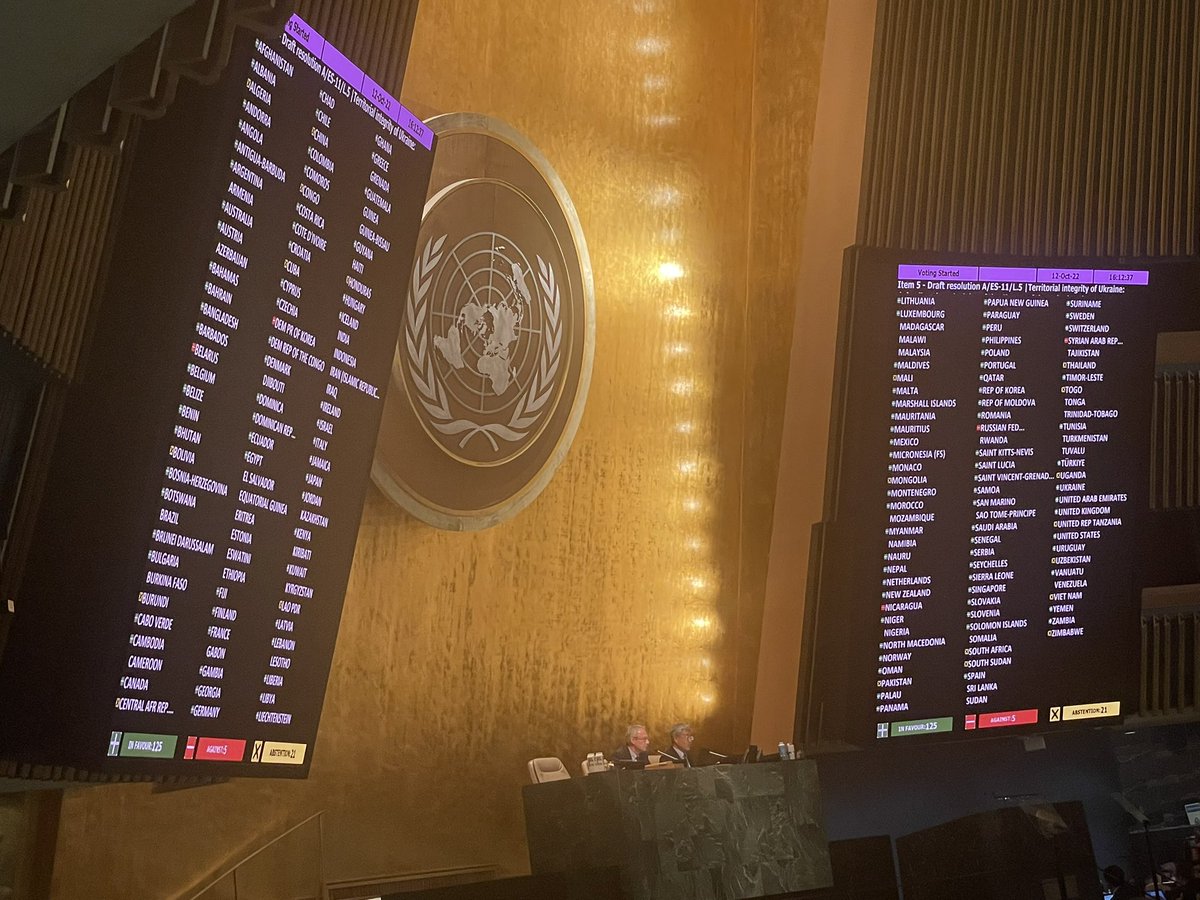 g Started 12-Oct-22 16:12:37
Draft resolution A/ES-11/L.5 | Territorial integrity of Ukraine:
AFGHANISTAN
ALBANIA
ALGERIA
ANDORRA
ANGOLA
ANTIGUA-BARBUDA
ARGENTINA
ARMENIA
AUSTRALIA
AUSTRIA
AZERBAIJAN
BAHAMAS
BAHRAIN
BANGLADESH
BARBADOS
BELARUS
BELGIUM
BELIZE
BENIN
BHUTAN
BOLIVIA
BOSNIA-HERZEGOVINA
BOTSWANA
BRAZIL
BRUNEI DARUSSALAM
BULGARIA
BURKINA FASO
BURUNDI
CABO VERDE
CAMBODIA
CAMEROON
CANADA
CENTRAL AFR REP...
CHAD
CHILE
CHINA
COLOMBIA
COMOROS
CONGO
COSTA RICA
COTE D'IVOIRE
CROATIA
CUBA
CYPRUS
CZECHIA
DEM PR OF KOREA
DEM REP OF THE CONGO
DENMARK
DJIBOUTI
DOMINICA
DOMINICAN REP...
ECUADOR
EGYPT
EL SALVADOR
EQUATORIAL GUINEA
ERITREA
ESTONIA
ESWATINI
ETHIOPIA
FIJI
FINLAND
FRANCE
GABON
GAMBIA
GEORGIA
GERMANY
GHANA
GREECE
GRENADA
GUATEMALA
GUINEA
GUINEA-BISSAU
GUYANA
HAITI
HONDURAS
HUNGARY
ICELAND
INDIA
INDONESIA
IRAN (ISLAMIC REPUBLIC...
IRAQ
IRELAND
ISRAEL
ITALY
JAMAICA
JAPAN
JORDAN
KAZAKHSTAN
KENYA
KIRIBATI
KUWAIT
KYRGYZSTAN
LAO PDR
LATVIA
LEBANON
LESOTHO
LIBERIA
LIBYA
LIECHTENSTEIN
IN FAVOUR:125 AGAINST:5 ABSTENTION:21
Voting Started 12-Oct-22 16:12:37
Item 5 - Draft resolution A/ES-11/L.5 | Territorial integrity of Ukraine:
LITHUANIA
LUXEMBOURG
MADAGASCAR
MALAWI
MALAYSIA
MALDIVES
MALI
MALTA
MARSHALL ISLANDS
MAURITANIA
MAURITIUS
MEXICO
MICRONESIA (FS)
MONACO
MONGOLIA
MONTENEGRO
MOROCCO
MOZAMBIQUE
MYANMAR
NAMIBIA
NAURU
NEPAL
NETHERLANDS
NEW ZEALAND
NICARAGUA
NIGER
NIGERIA
NORTH MACEDONIA
NORWAY
OMAN
PAKISTAN
PALAU
PANAMA
PAPUA NEW GUINEA
PARAGUAY
PERU
PHILIPPINES
POLAND
PORTUGAL
QATAR
REP OF KOREA
REP OF MOLDOVA
ROMANIA
RUSSIAN FED...
RWANDA
SAINT KITTS-NEVIS
SAINT LUCIA
SAINT VINCENT-GRENAD...
SAMOA
SAN MARINO
SAO TOME-PRINCIPE
SAUDI ARABIA
SENEGAL
SERBIA
SEYCHELLES
SIERRA LEONE
SINGAPORE
SLOVAKIA
SLOVENIA
SOLOMON ISLANDS
SOMALIA
SOUTH AFRICA
SOUTH SUDAN
SPAIN
SRI LANKA
SUDAN
SURINAME
SWEDEN
SWITZERLAND
SYRIAN ARAB REP...
TAJIKISTAN
THAILAND
TIMOR-LESTE
TOGO
TONGA
TRINIDAD-TOBAGO
TUNISIA
TURKMENISTAN
TUVALU
TÜRKİYE
UGANDA
UKRAINE
UNITED ARAB EMIRATES
UNITED KINGDOM
UNITED REP TANZANIA
UNITED STATES
URUGUAY
UZBEKISTAN
VANUATU
VENEZUELA
VIET NAM
YEMEN
ZAMBIA
ZIMBABWE
IN FAVOUR:125 AGAINST:5 ABSTENTION:21